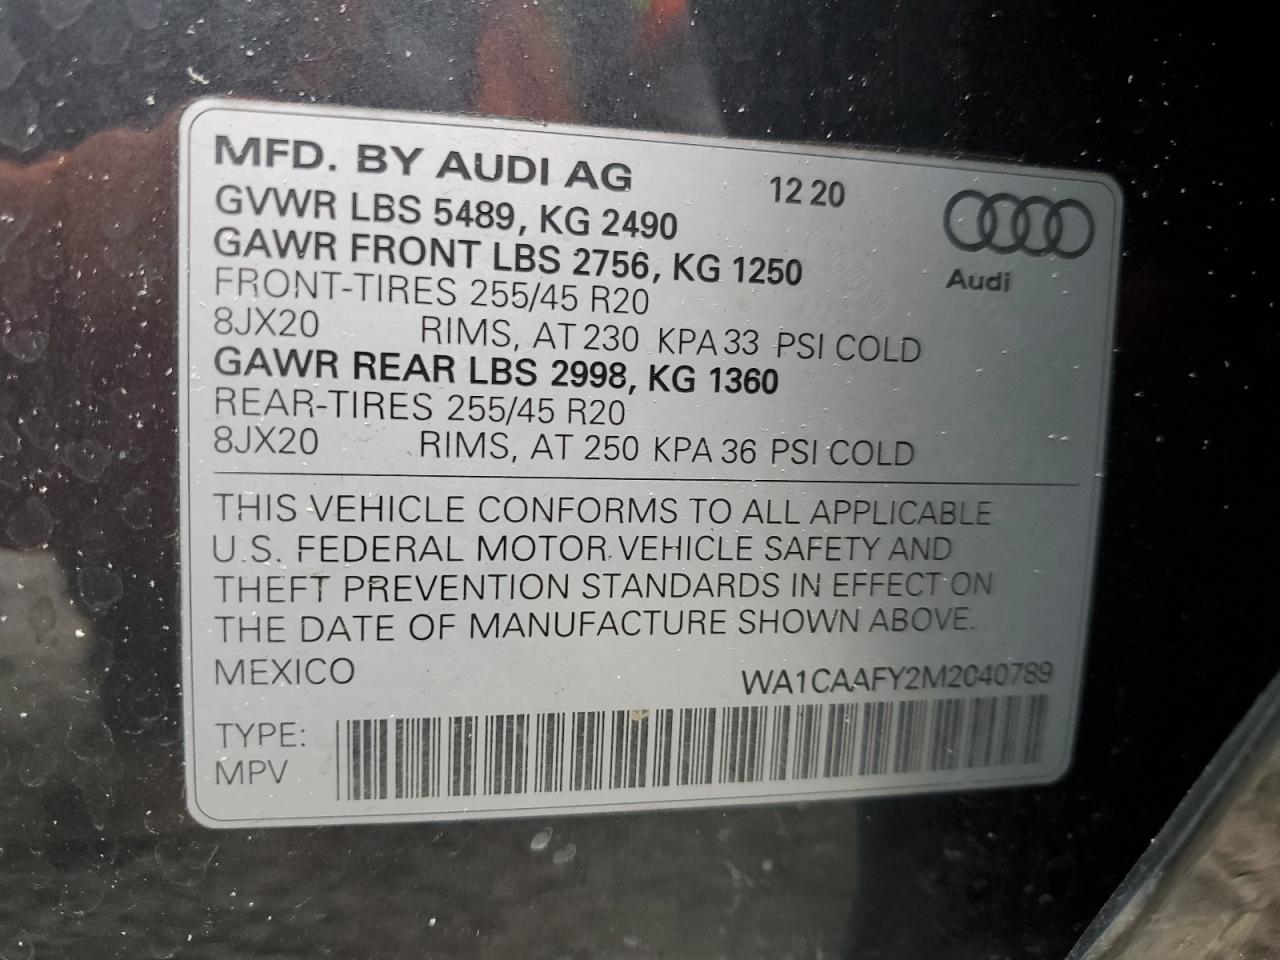 MFD. BY AUDI AG 12 20
GVWR LBS 5489, KG 2490
GAWR FRONT LBS 2756, KG 1250
Audi
FRONT-TIRES 255/45 R20
8JX20 RIMS, AT 230 KPA 33 PSI COLD
GAWR REAR LBS 2998, KG 1360
REAR-TIRES 255/45 R20
8JX20 RIMS, AT 250 KPA 36 PSI COLD
THIS VEHICLE CONFORMS TO ALL APPLICABLE
U.S. FEDERAL MOTOR VEHICLE SAFETY AND
THEFT PREVENTION STANDARDS IN EFFECT ON
THE DATE OF MANUFACTURE SHOWN ABOVE.
MEXICO WA1CAAFY2M2040789
TYPE:
MPV